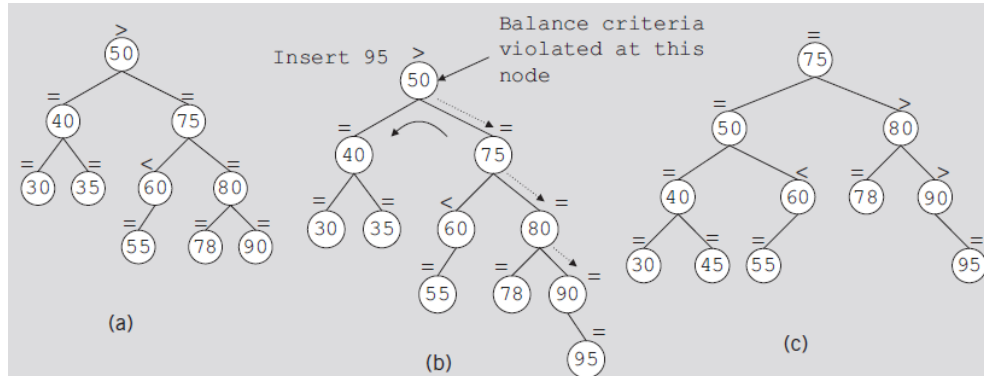 >
50
= =
40 75
= = < =
30 35 60 80
= = =
55 78 90
(a)
Insert 95
>
50
Balance criteria
violated at this
node
= =
40 75
= = < =
30 35 60 80
= = =
55 78 90
=
95
(b)
=
75
= >
50 80
= < = >
40 60 78 90
= = = =
30 45 55 95
(c)